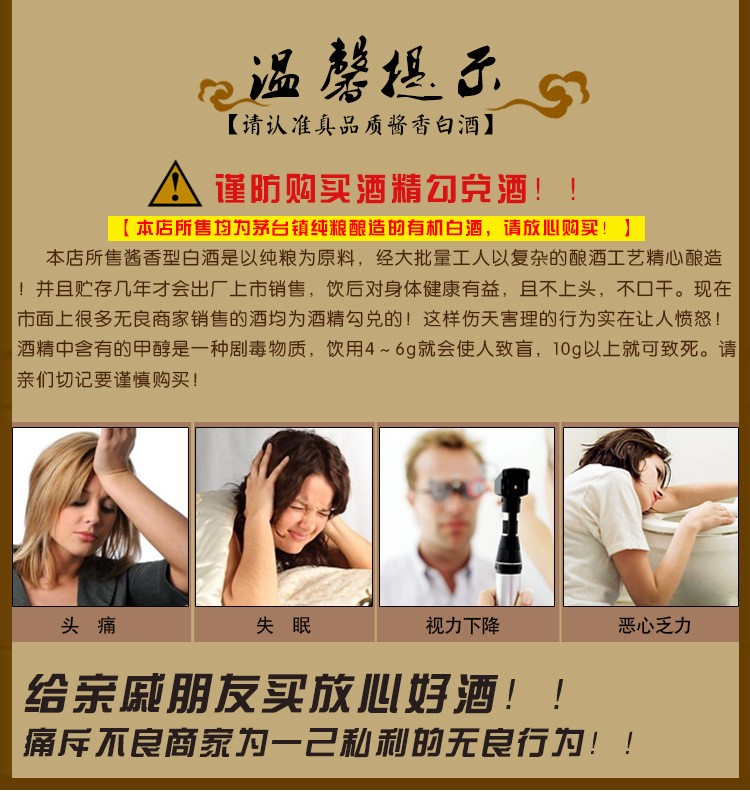 温馨提示
【请认准真品质酱香白酒】
谨防购买酒精勾兑酒！！
【本店所售均为茅台镇纯粮酿造的有机白酒，请放心购买！】
本店所售酱香型白酒是以纯粮为原料，经大批量工人以复杂的酿酒工艺精心酿造
！并且贮存几年才会出厂上市销售，饮后对身体健康有益，且不上头，不口干。现在
市面上很多无良商家销售的酒均为酒精勾兑的！这样伤天害理的行为实在让人愤怒！
酒精中含有的甲醇是一种剧毒物质，饮用4～6g就会使人致盲，10g以上就可致死。请
亲们切记要谨慎购买！
头 痛
失 眠
视力下降
恶心乏力
给亲戚朋友买放心好酒！！
痛斥不良商家为一己私利的无良行为！！